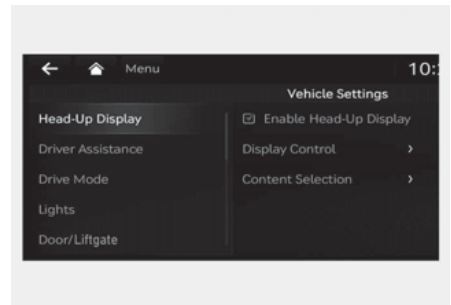 Menu
10:
Vehicle Settings
Head-Up Display
Enable Head-Up Display
Driver Assistance
Display Control
Drive Mode
Content Selection
Lights
Door/Liftgate